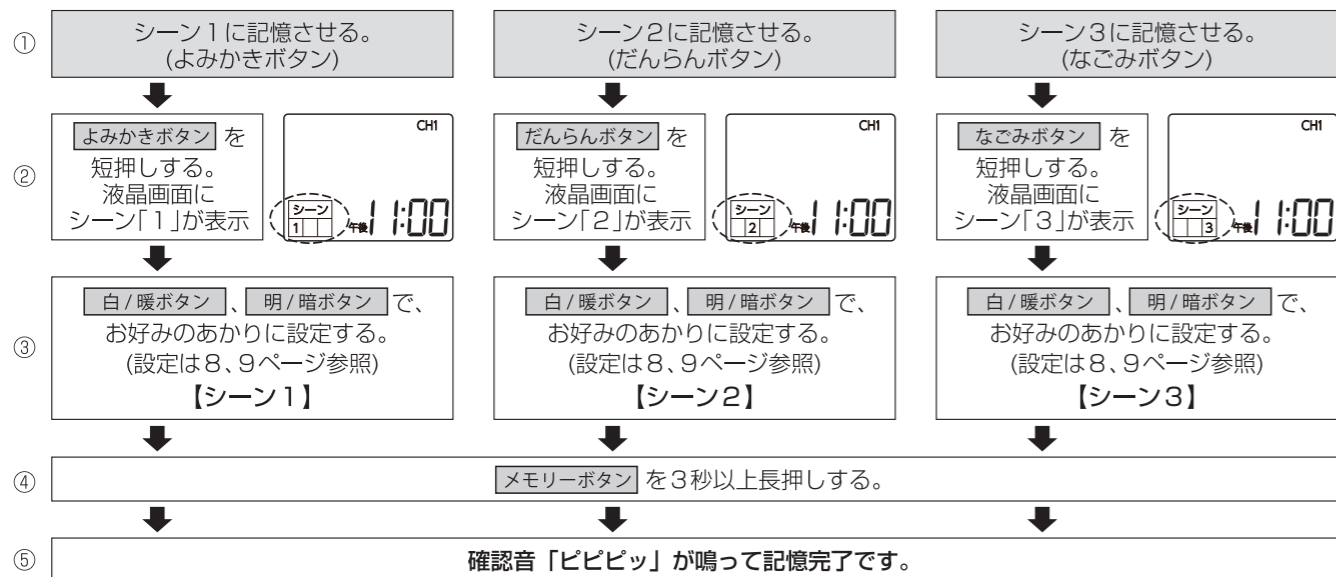 ①
シーン1に記憶させる。
(よみかきボタン)
シーン2に記憶させる。
(だんらんボタン)
シーン3に記憶させる。
(なごみボタン)
②
よみかきボタン を
短押しする。
液晶画面に
シーン「1」が表示
CH1
シーン
1
午後 11:00
だんらんボタン を
短押しする。
液晶画面に
シーン「2」が表示
CH1
シーン
2
午後 11:00
なごみボタン を
短押しする。
液晶画面に
シーン「3」が表示
CH1
シーン
3
午後 11:00
③
白/暖ボタン、明/暗ボタン で、
お好みのあかりに設定する。
(設定は8、9ページ参照)
【シーン1】
白/暖ボタン、明/暗ボタン で、
お好みのあかりに設定する。
(設定は8、9ページ参照)
【シーン2】
白/暖ボタン、明/暗ボタン で、
お好みのあかりに設定する。
(設定は8、9ページ参照)
【シーン3】
④
メモリーボタン を3秒以上長押しする。
⑤
確認音「ピピピッ」が鳴って記憶完了です。